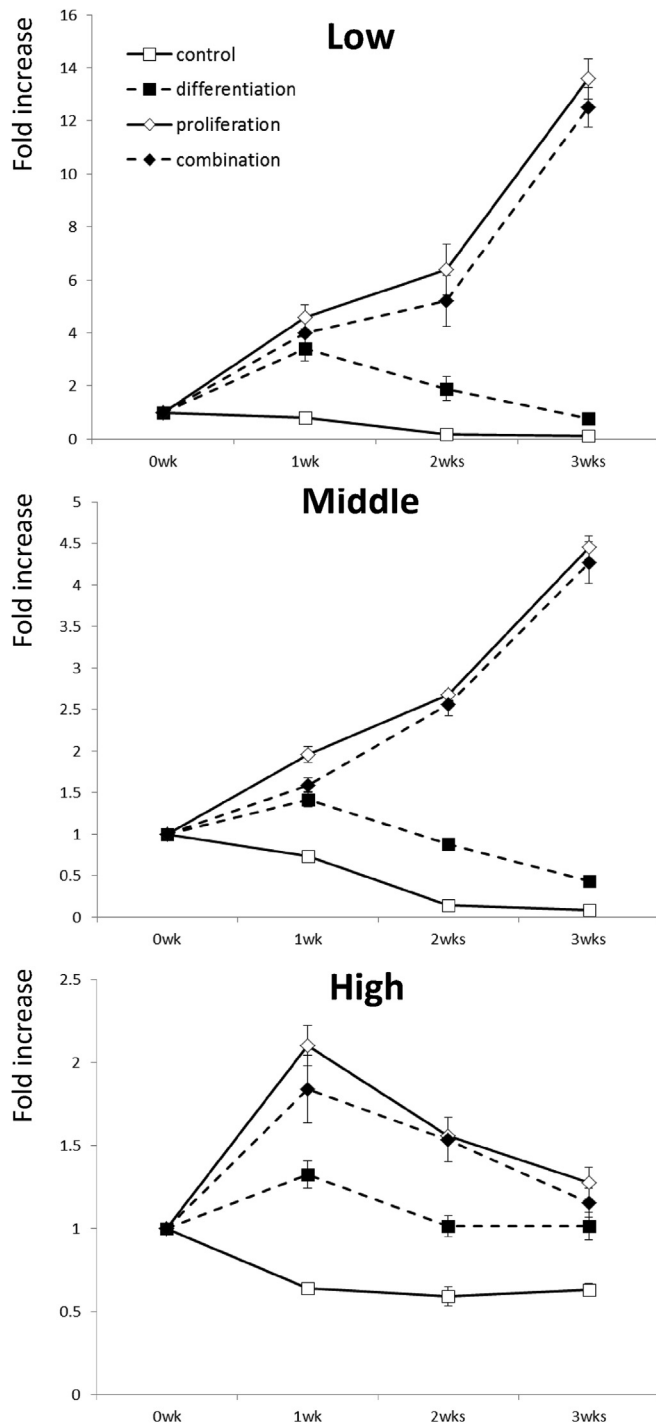 Low
Fold increase
16
14
12
10
8
6
4
2
0
control
differentiation
proliferation
combination
0wk 1wk 2wks 3wks
Middle
Fold increase
5
4.5
4
3.5
3
2.5
2
1.5
1
0.5
0
0wk 1wk 2wks 3wks
High
Fold increase
2.5
2
1.5
1
0.5
0
0wk 1wk 2wks 3wks